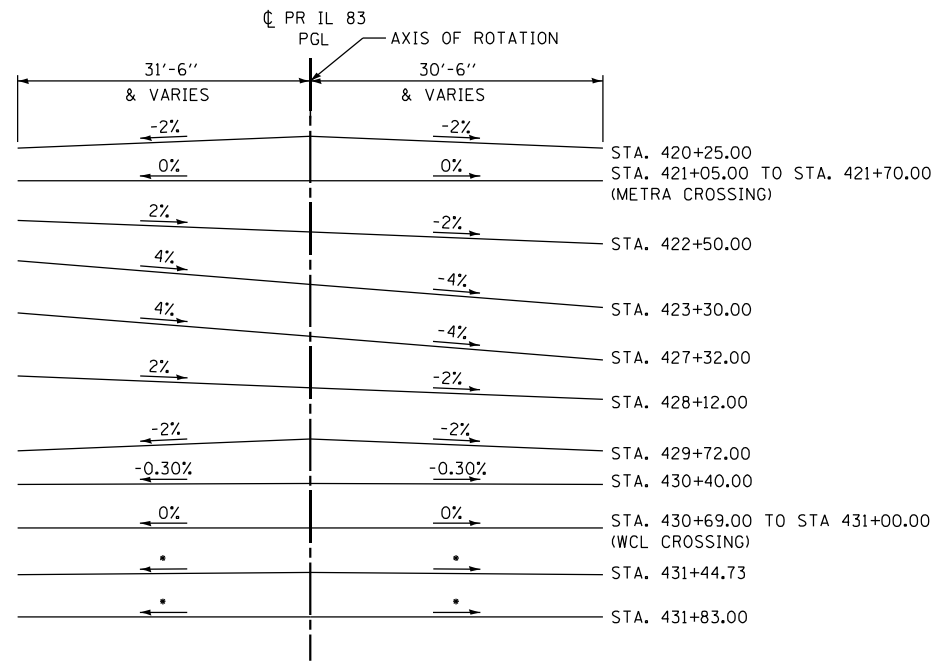 ℄ PR IL 83
PGL
AXIS OF ROTATION
31'-6''
& VARIES
30'-6''
& VARIES
-2% -2% STA. 420+25.00
0% 0% STA. 421+05.00 TO STA. 421+70.00
(METRA CROSSING)
2% -2% STA. 422+50.00
4% -4% STA. 423+30.00
4% -4% STA. 427+32.00
2% -2% STA. 428+12.00
-2% -2% STA. 429+72.00
-0.30% -0.30% STA. 430+40.00
0% 0% STA. 430+69.00 TO STA 431+00.00
(WCL CROSSING)
* * STA. 431+44.73
* * STA. 431+83.00